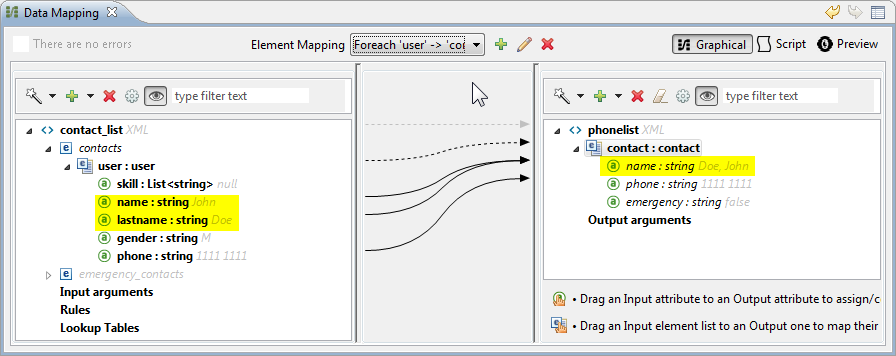 Data Mapping
There are no errors
Element Mapping
Foreach 'user' -> 'co
Graphical
Script
Preview
type filter text
contact_list XML
contacts
user : user
skill : List<string> null
name : string John
lastname : string Doe
gender : string M
phone : string 1111 1111
emergency_contacts
Input arguments
Rules
Lookup Tables
type filter text
phonelist XML
contact : contact
name : string Doe, John
phone : string 1111 1111
emergency : string false
Output arguments
• Drag an Input attribute to an Output attribute to assign/c
• Drag an Input element list to an Output one to map their